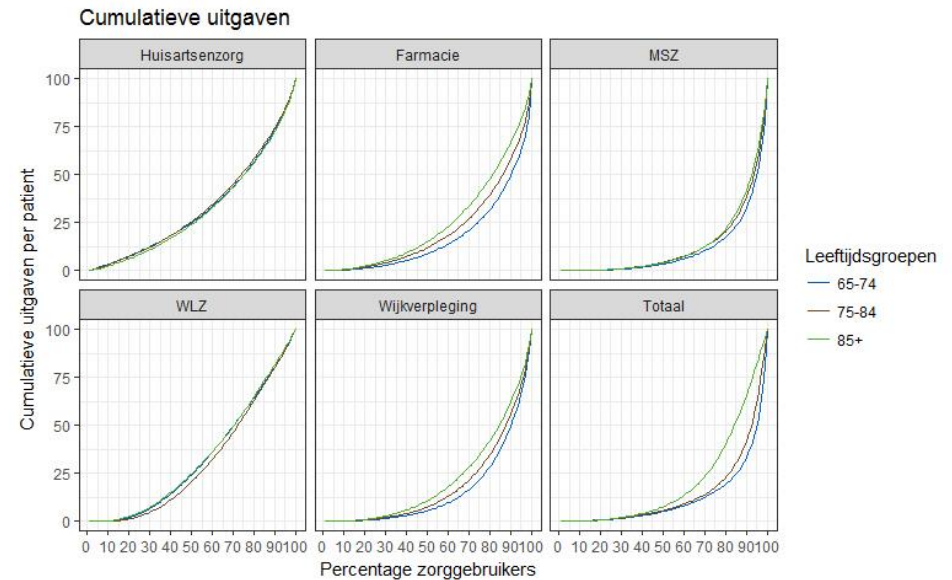 Cumulatieve uitgaven
Huisartsenzorg
Farmacie
MSZ
100
75
50
25
0
WLZ
Wijkverpleging
Totaal
100
75
50
25
0
0 10 20 30 40 50 60 70 80 90100
0 10 20 30 40 50 60 70 80 90100
0 10 20 30 40 50 60 70 80 90100
Percentage zorggebruikers
Cumulatieve uitgaven per patient
Leeftijdsgroepen
65-74
75-84
85+